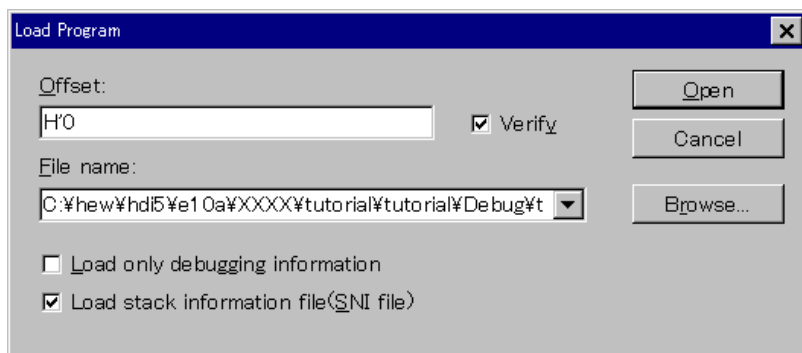 Load Program
Offset:
H'0
Verify
Open
Cancel
File name:
C:¥hew¥hdi5¥e10a¥XXXX¥tutorial¥tutorial¥Debug¥t
Browse...
Load only debugging information
Load stack information file(SNI file)